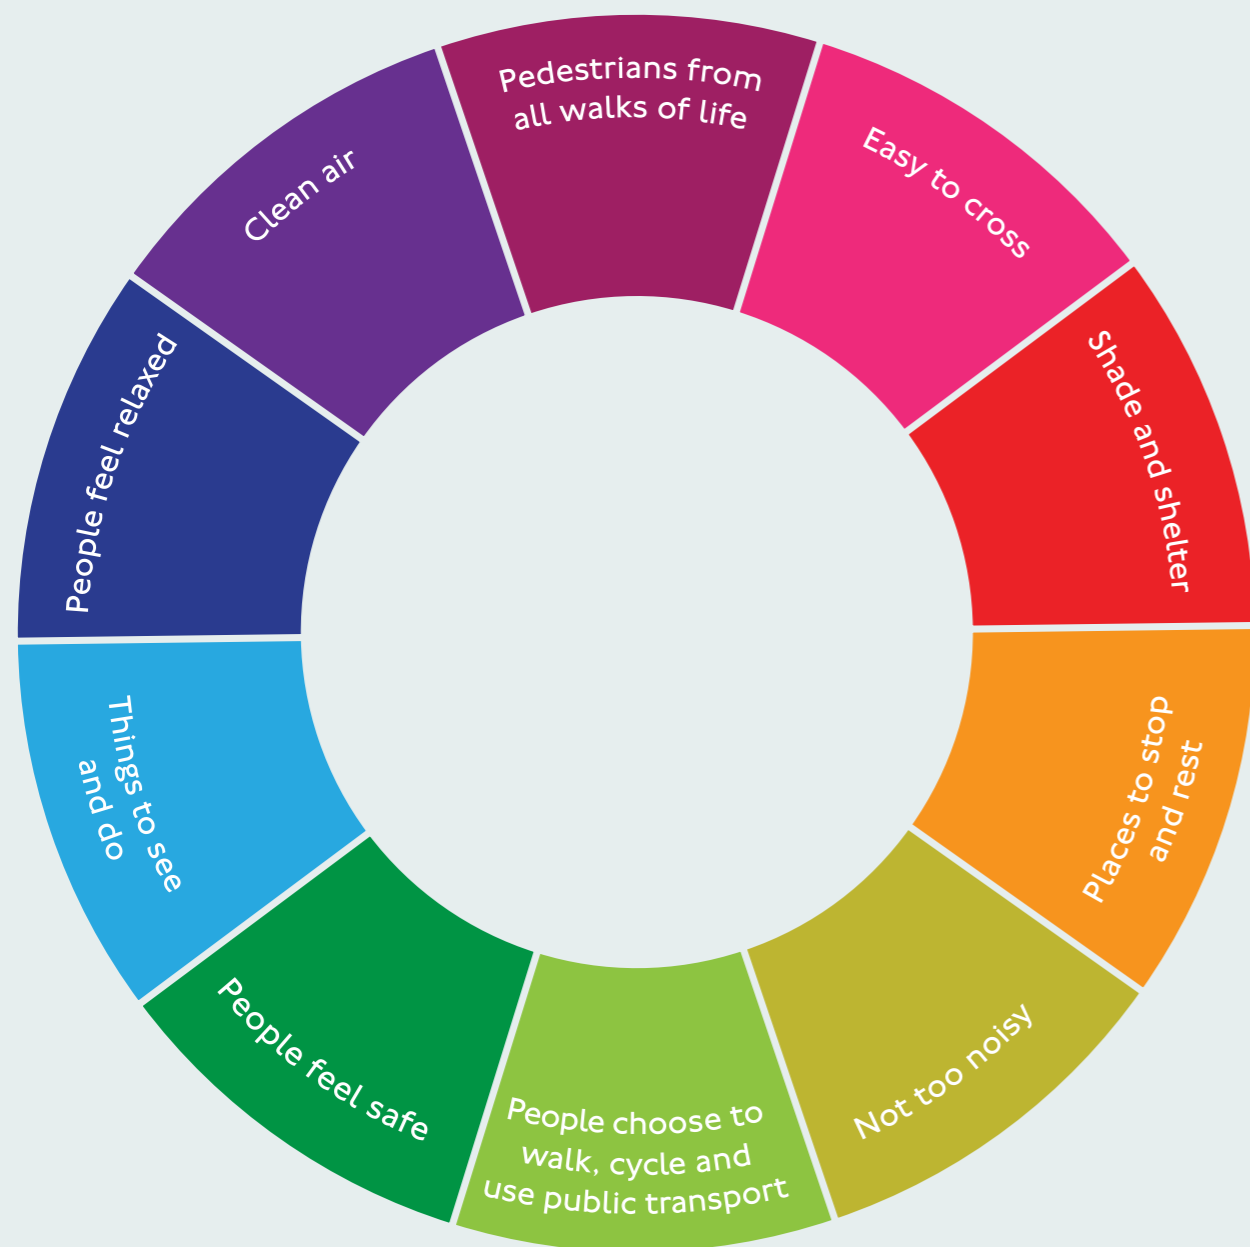 Pedestrians from
all walks of life
Easy to cross
Shade and shelter
Places to stop
and rest
Not too noisy
People choose to
walk, cycle and
use public transport
People feel safe
Things to see
and do
People feel relaxed
Clean air